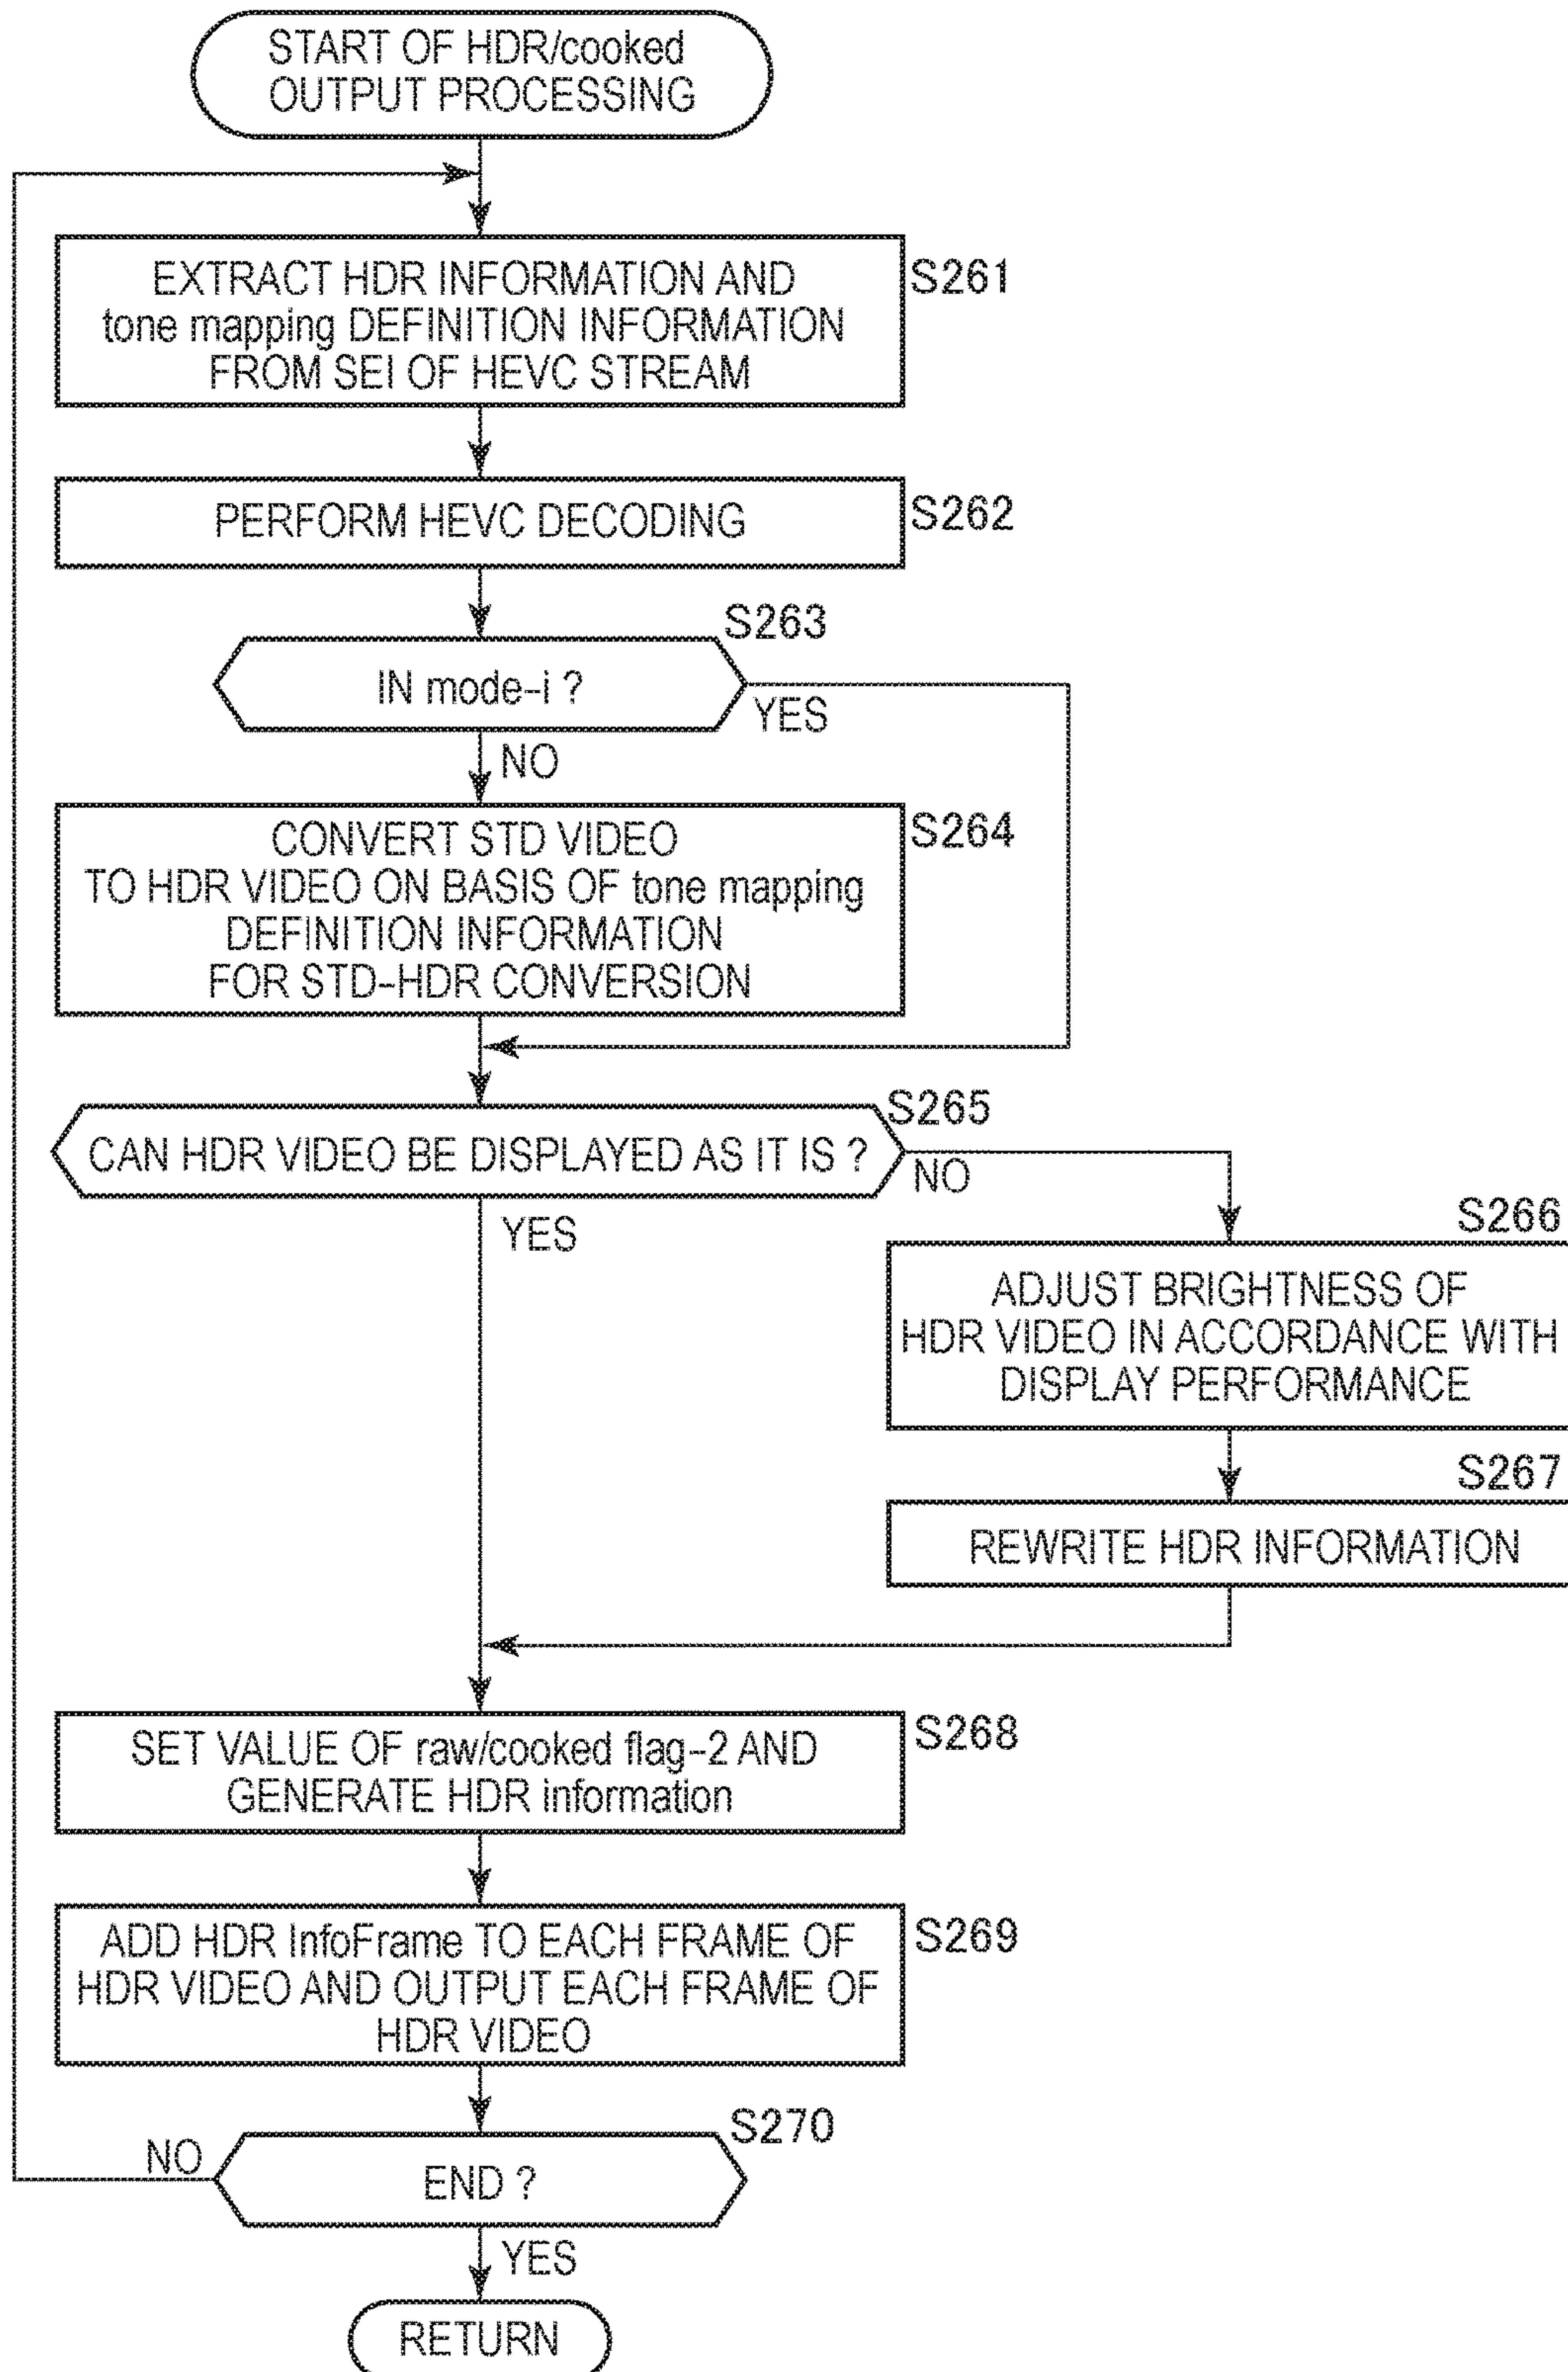 START OF HDR/cooked
OUTPUT PROCESSING
EXTRACT HDR INFORMATION AND
tone mapping DEFINITION INFORMATION
FROM SEI OF HEVC STREAM
S261
PERFORM HEVC DECODING
S262
S263
IN mode-i ?
YES
NO
CONVERT STD VIDEO
TO HDR VIDEO ON BASIS OF tone mapping
DEFINITION INFORMATION
FOR STD-HDR CONVERSION
S264
S265
CAN HDR VIDEO BE DISPLAYED AS IT IS ?
NO
YES
S266
ADJUST BRIGHTNESS OF
HDR VIDEO IN ACCORDANCE WITH
DISPLAY PERFORMANCE
S267
REWRITE HDR INFORMATION
SET VALUE OF raw/cooked flag-2 AND
GENERATE HDR information
S268
ADD HDR InfoFrame TO EACH FRAME OF
HDR VIDEO AND OUTPUT EACH FRAME OF
HDR VIDEO
S269
S270
NO
END ?
YES
RETURN